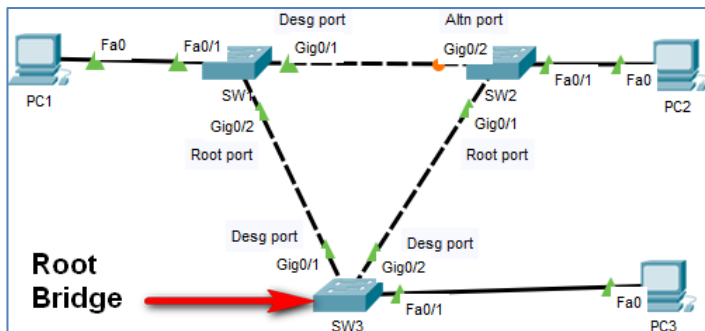 Desg port
Altn port
Fa0
Fa0/1
Gig0/1
Gig0/2
PC1
SW1
SW2
Fa0/1
Fa0
PC2
Gig0/2
Gig0/1
Root port
Root port
Desg port
Desg port
Gig0/1
Gig0/2
Root
Bridge
Fa0/1
Fa0
SW3
PC3